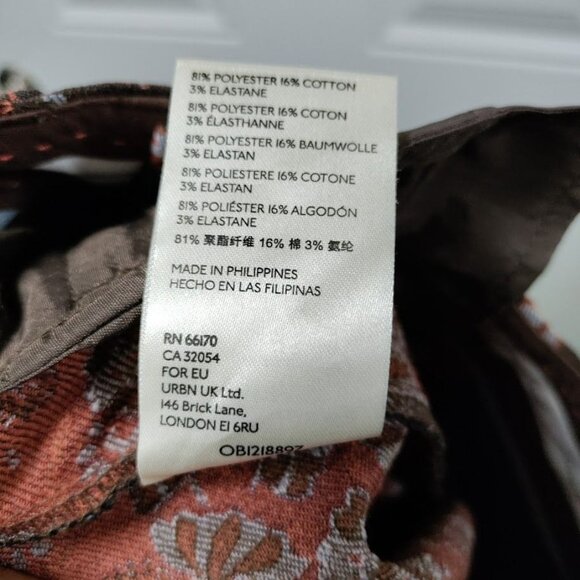 81% POLYESTER 16% COTTON
3% ELASTANE
81% POLYESTER 16% COTON
3% ÉLASTHANNE
81% POLYESTER 16% BAUMWOLLE
3% ELASTAN
81% POLIESTERE 16% COTONE
3% ELASTAN
81% POLIÉSTER 16% ALGODÓN
3% ELASTANE
81% 聚酯纤维 16% 棉 3% 氨纶
MADE IN PHILIPPINES
HECHO EN LAS FILIPINAS
RN 66170
CA 32054
FOR EU
URBN UK Ltd.
146 Brick Lane,
LONDON E1 6RU